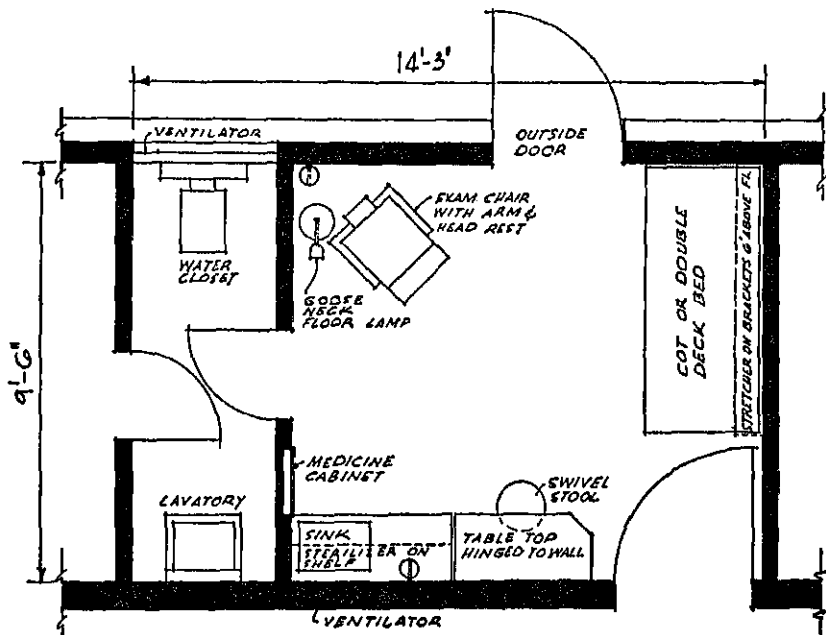 14'-3"
VENTILATOR
OUTSIDE
DOOR
EXAM. CHAIR
WITH ARM &
HEAD REST
WATER
CLOSET
GOOSE
NECK
FLOOR LAMP
COT OR DOUBLE
DECK BED
STRETCHER ON BRACKETS 6' ABOVE FL.
9'-6"
MEDICINE
CABINET
SWIVEL
STOOL
LAVATORY
SINK
STERILIZER ON
SHELF
TABLE TOP
HINGED TO WALL
VENTILATOR